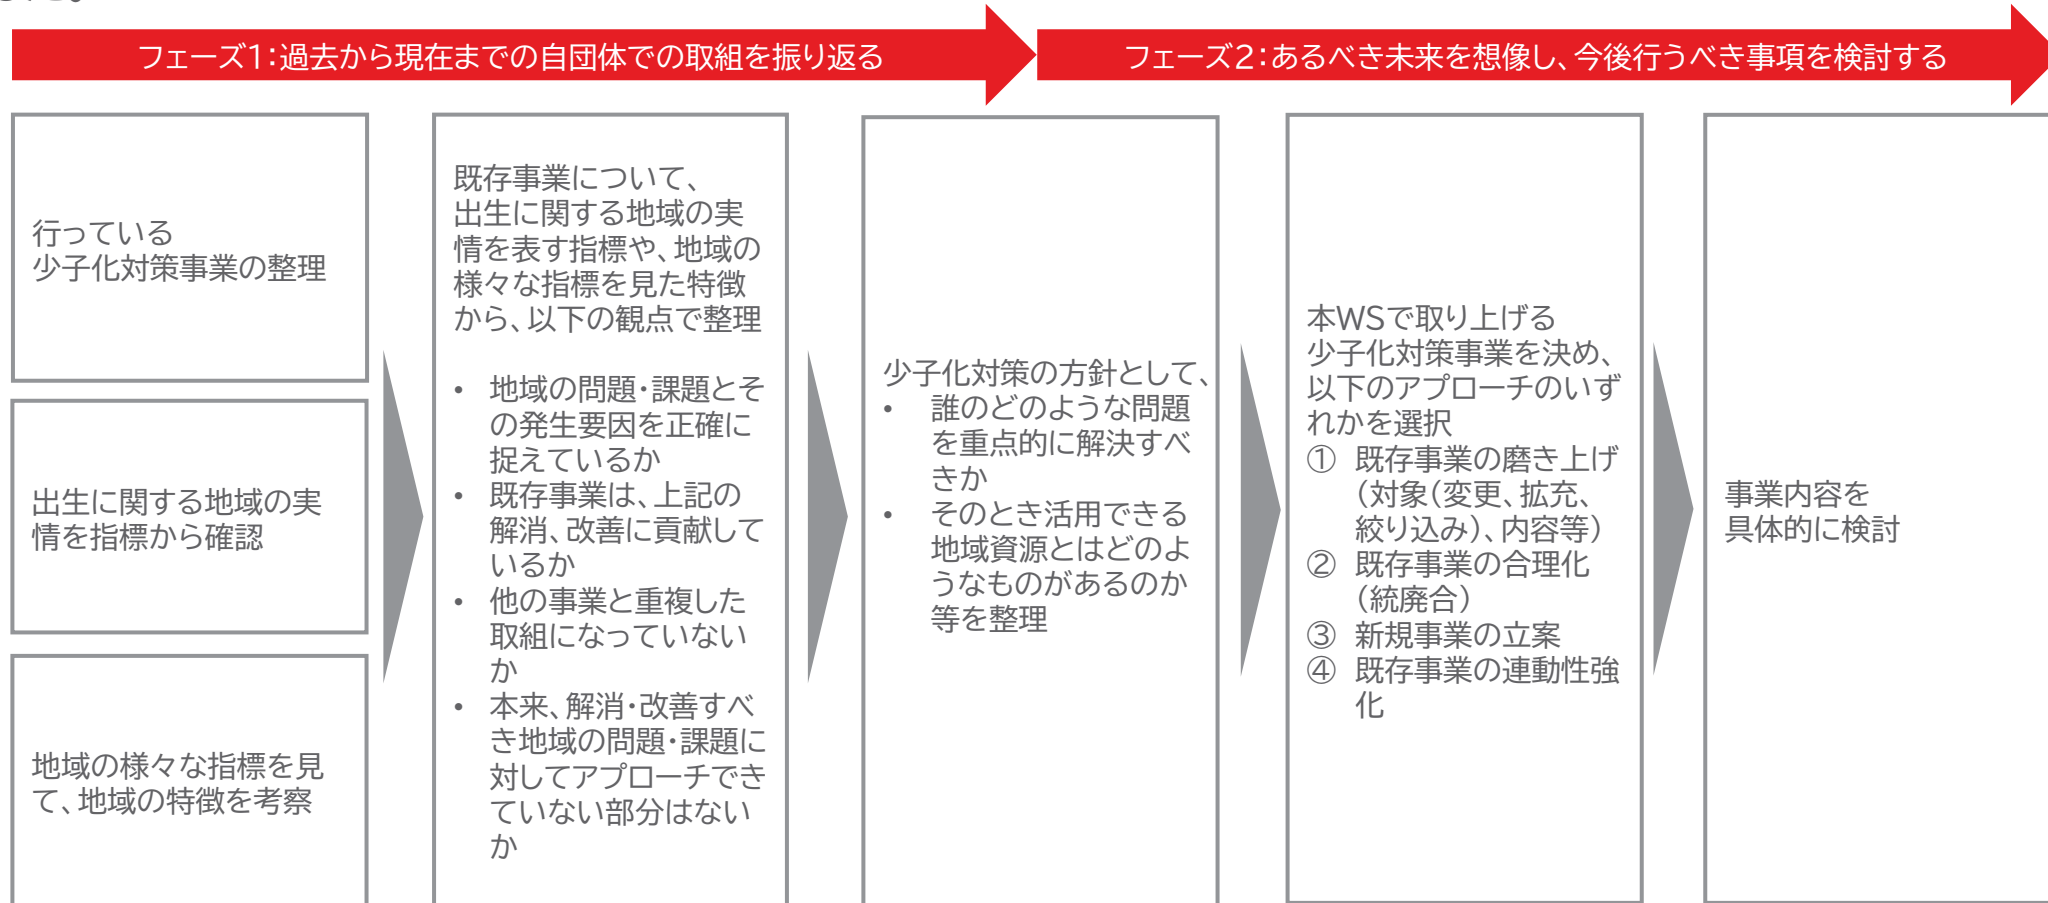 フェーズ1：過去から現在までの自団体での取組を振り返る
フェーズ2：あるべき未来を想像し、今後行うべき事項を検討する
行っている
少子化対策事業の整理
出生に関する地域の実
情を指標から確認
地域の様々な指標を見
て、地域の特徴を考察
既存事業について、
出生に関する地域の実
情を表す指標や、地域の
様々な指標を見た特徴
から、以下の観点で整理
• 地域の問題・課題とそ
の発生要因を正確に
捉えているか
• 既存事業は、上記の
解消、改善に貢献して
いるか
• 他の事業と重複した
取組になっていない
か
• 本来、解消・改善すべ
き地域の問題・課題に
対してアプローチでき
ていない部分はない
か
少子化対策の方針として、
• 誰のどのような問題
を重点的に解決すべ
きか
• そのとき活用できる
地域資源とはどのよ
うなものがあるのか
等を整理
本WSで取り上げる
少子化対策事業を決め、
以下のアプローチのいず
れかを選択
① 既存事業の磨き上げ
（対象（変更、拡充、
絞り込み）、内容等）
② 既存事業の合理化
（統廃合）
③ 新規事業の立案
④ 既存事業の連動性強
化
事業内容を
具体的に検討